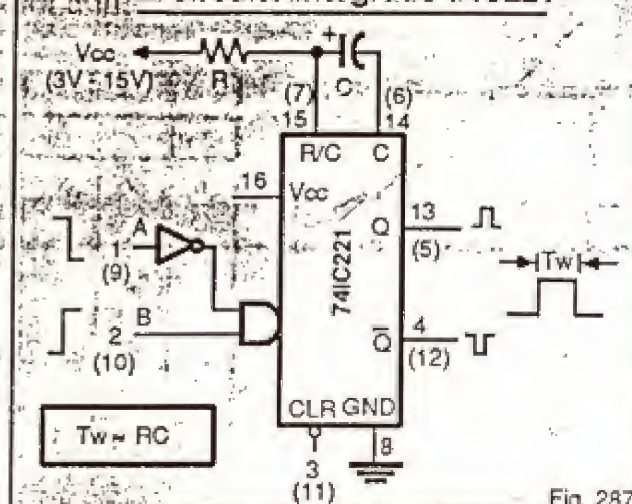 Vcc
(3V-15V)
R
+
C
(7)
(6)
15
14
R/C
C
16
Vcc
Q
13
(5)
A
1
(9)
74IC221
Tw
B
2
(10)
Q̅
4
(12)
CLR
GND
Tw = RC
3
(11)
8
Fig. 287